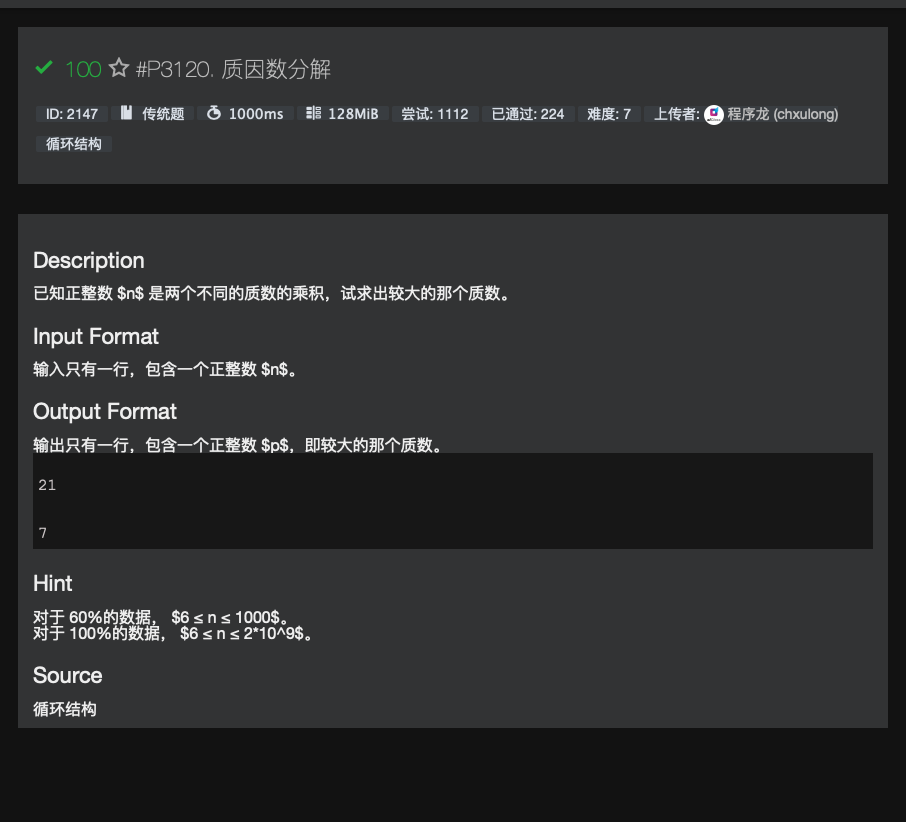 100 #P3120. 质因数分解
ID: 2147 传统题 1000ms 128MiB 尝试: 1112 已通过: 224 难度: 7 上传者: 程序龙 (chxulong)
循环结构
Description
已知正整数 $n$ 是两个不同的质数的乘积，试求出较大的那个质数。
Input Format
输入只有一行，包含一个正整数 $n$。
Output Format
输出只有一行，包含一个正整数 $p$，即较大的那个质数。
21
7
Hint
对于 60%的数据， $6 ≤ n ≤ 1000$。
对于 100%的数据， $6 ≤ n ≤ 2*10^9$。
Source
循环结构